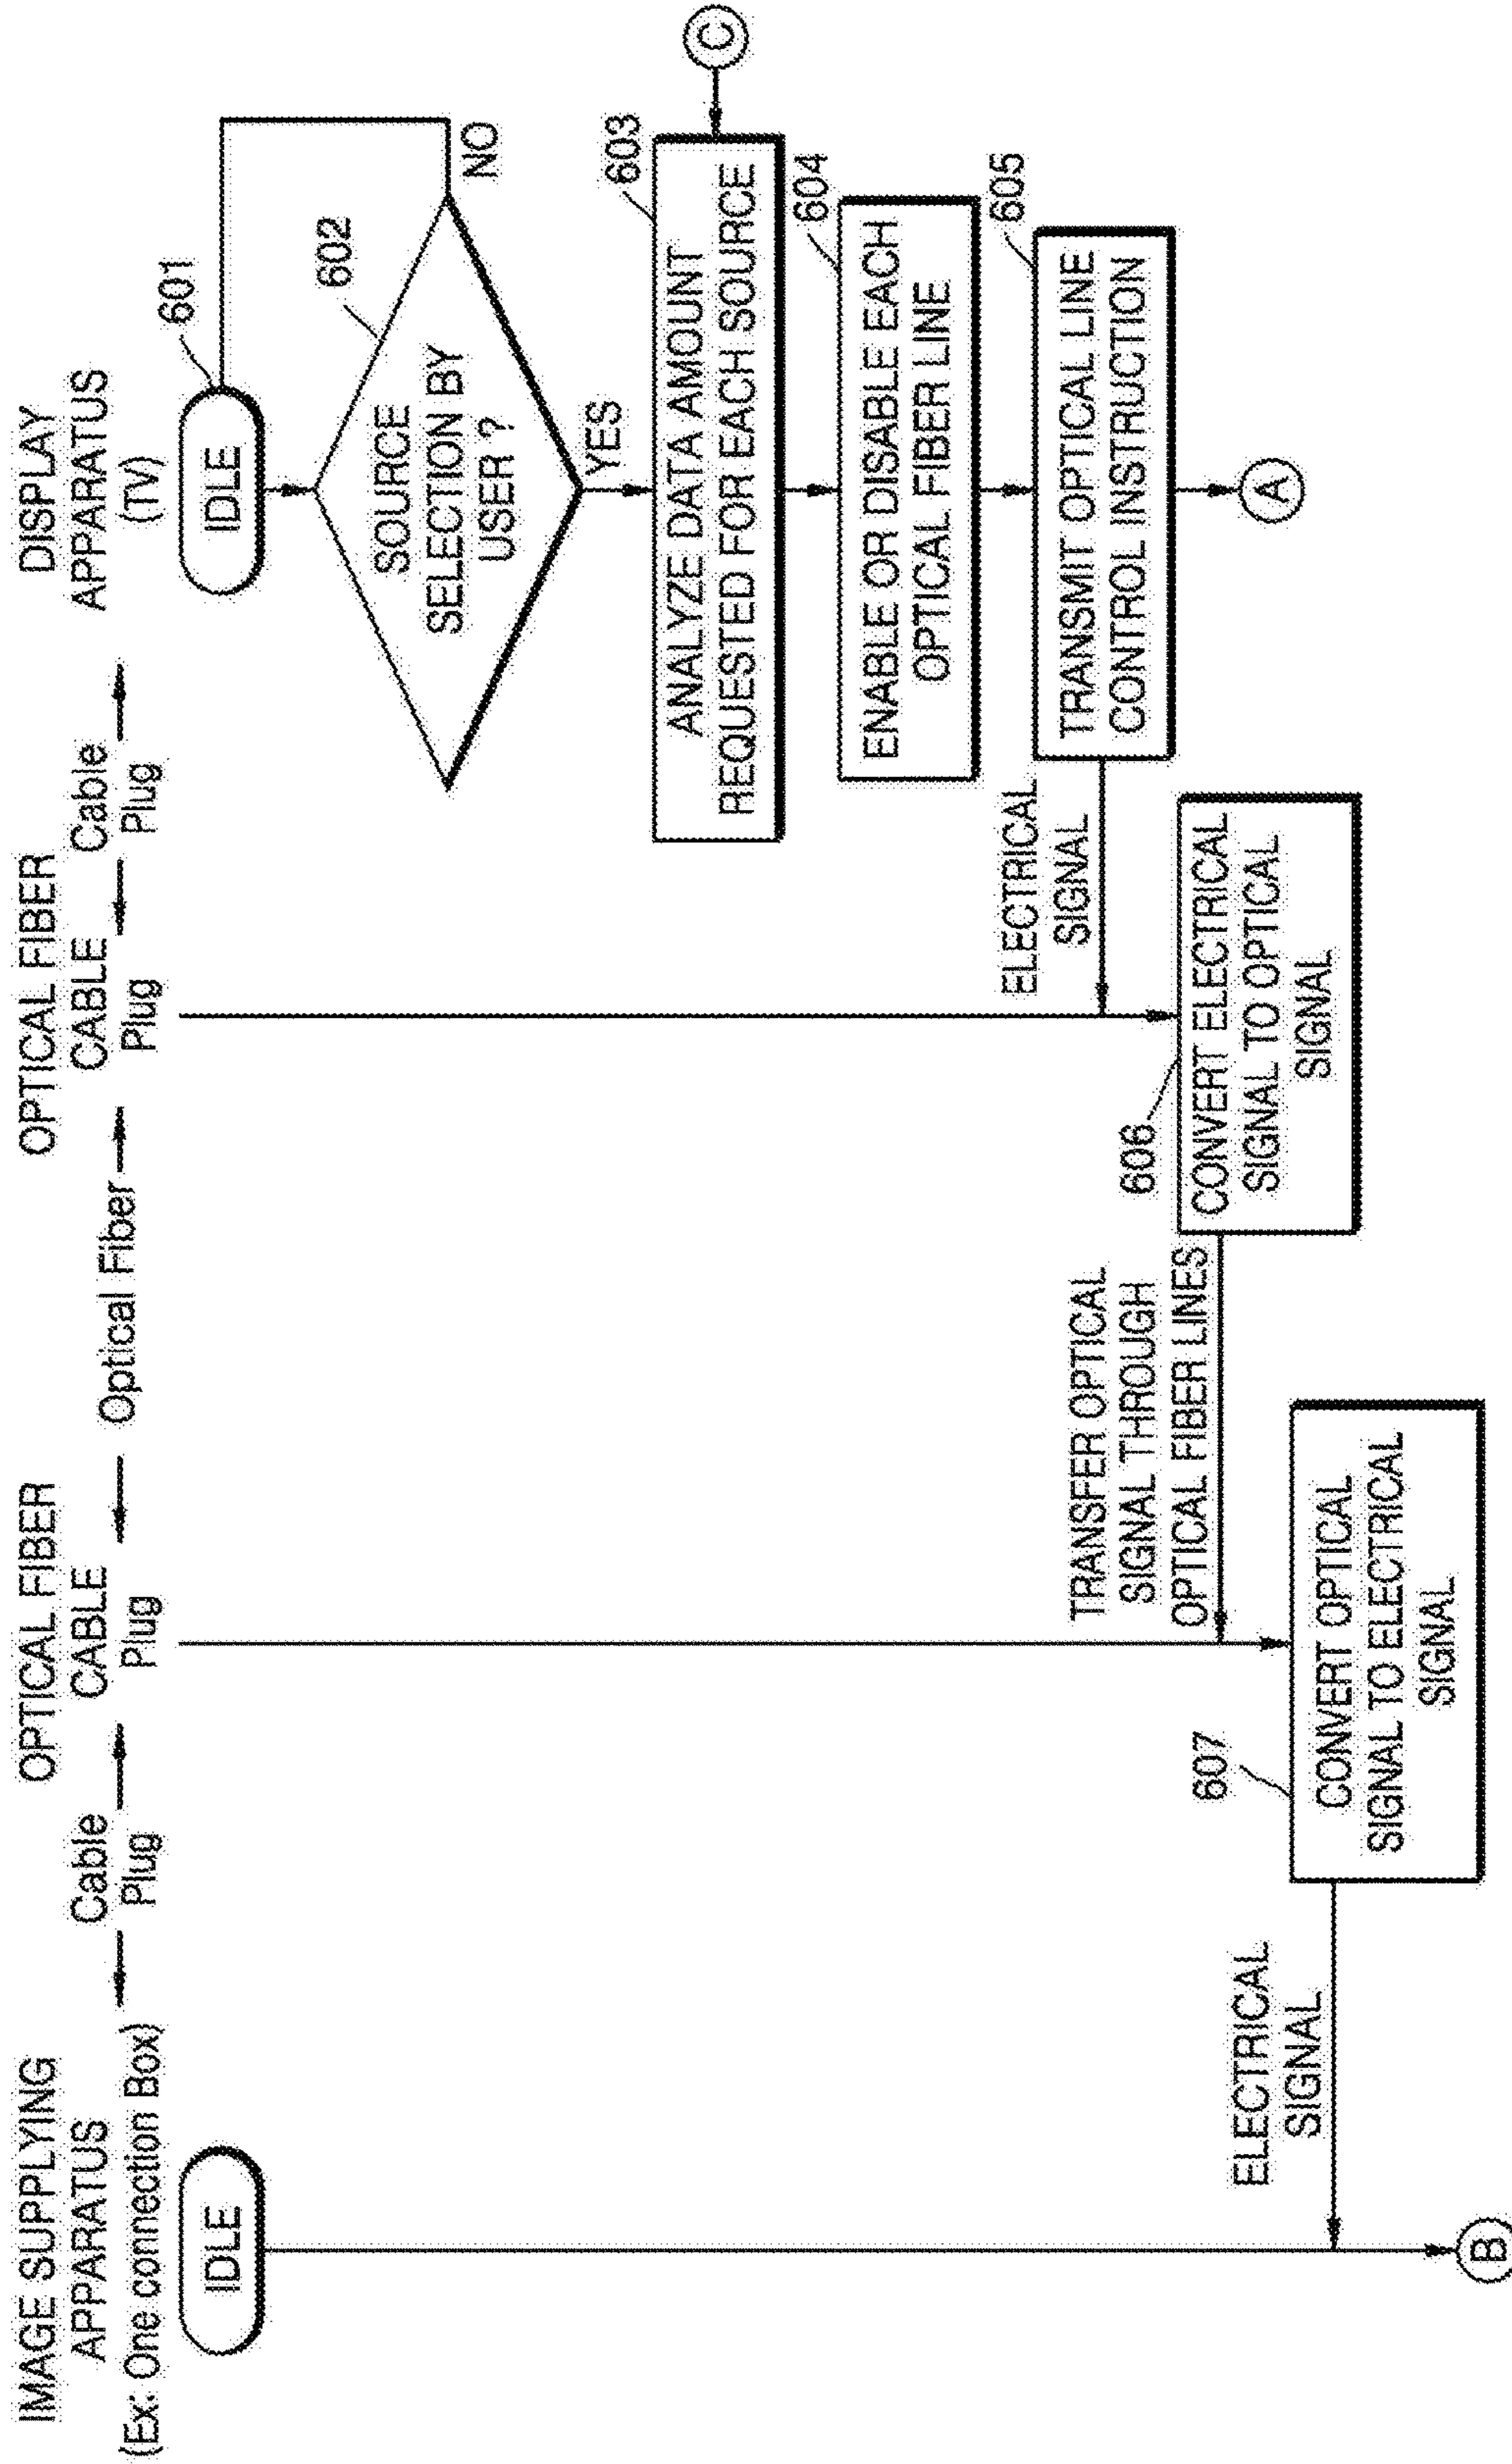 IMAGE SUPPLYING
APPARATUS
(Ex: One connection Box)
Cable
Plug
OPTICAL FIBER
CABLE
Plug
Optical Fiber
OPTICAL FIBER
CABLE
Plug
Cable
Plug
DISPLAY
APPARATUS
(TV)
IDLE
IDLE
601
SOURCE
SELECTION BY
USER ?
602
NO
YES
ANALYZE DATA AMOUNT
REQUESTED FOR EACH SOURCE
603
C
ENABLE OR DISABLE EACH
OPTICAL FIBER LINE
604
TRANSMIT OPTICAL LINE
CONTROL INSTRUCTION
605
A
ELECTRICAL
SIGNAL
606
CONVERT ELECTRICAL
SIGNAL TO OPTICAL
SIGNAL
TRANSFER OPTICAL
SIGNAL THROUGH
OPTICAL FIBER LINES
607
CONVERT OPTICAL
SIGNAL TO ELECTRICAL
SIGNAL
ELECTRICAL
SIGNAL
B